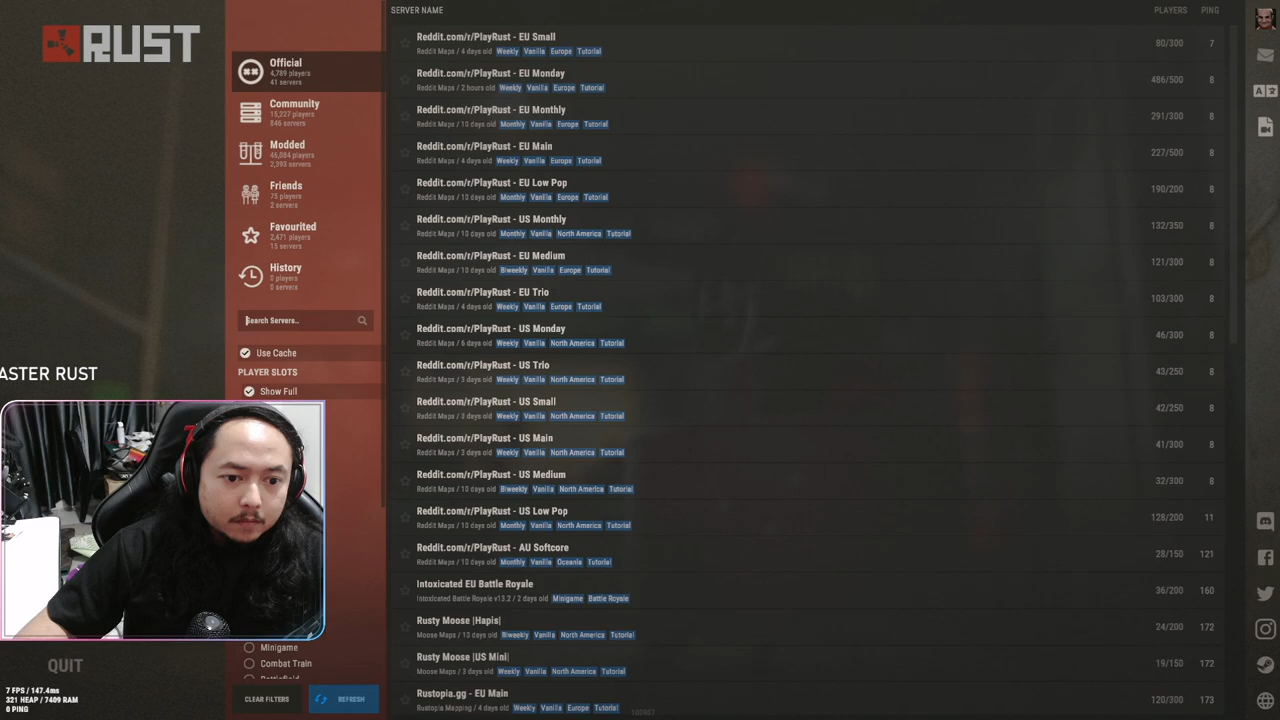 RUST
Official
4,789 players
41 servers
Community
15,227 players
846 servers
Modded
46,084 players
2,393 servers
Friends
75 players
2 servers
Favourited
2,471 players
15 servers
History
0 players
0 servers
Search Servers...
Use Cache
PLAYER SLOTS
Show Full
ASTER RUST
Minigame
Combat Train
Battlefield
CLEAR FILTERS
REFRESH
QUIT
7 FPS / 147.4ms
321 HEAP / 7409 RAM
0 PING
SERVER NAME PLAYERS PING
Reddit.com/r/PlayRust - EU Small 80/300 7
Reddit Maps / 4 days old Weekly Vanilla Europe Tutorial
Reddit.com/r/PlayRust - EU Monday 486/500 8
Reddit Maps / 2 hours old Weekly Vanilla Europe Tutorial
Reddit.com/r/PlayRust - EU Monthly 291/300 8
Reddit Maps / 10 days old Monthly Vanilla Europe Tutorial
Reddit.com/r/PlayRust - EU Main 227/500 8
Reddit Maps / 4 days old Weekly Vanilla Europe Tutorial
Reddit.com/r/PlayRust - EU Low Pop 190/200 8
Reddit Maps / 10 days old Monthly Vanilla Europe Tutorial
Reddit.com/r/PlayRust - US Monthly 132/350 8
Reddit Maps / 10 days old Monthly Vanilla North America Tutorial
Reddit.com/r/PlayRust - EU Medium 121/300 8
Reddit Maps / 10 days old Biweekly Vanilla Europe Tutorial
Reddit.com/r/PlayRust - EU Trio 103/300 8
Reddit Maps / 4 days old Weekly Vanilla Europe Tutorial
Reddit.com/r/PlayRust - US Monday 46/300 8
Reddit Maps / 6 days old Weekly Vanilla North America Tutorial
Reddit.com/r/PlayRust - US Trio 43/250 8
Reddit Maps / 3 days old Weekly Vanilla North America Tutorial
Reddit.com/r/PlayRust - US Small 42/250 8
Reddit Maps / 3 days old Weekly Vanilla North America Tutorial
Reddit.com/r/PlayRust - US Main 41/300 8
Reddit Maps / 3 days old Weekly Vanilla North America Tutorial
Reddit.com/r/PlayRust - US Medium 32/300 8
Reddit Maps / 10 days old Biweekly Vanilla North America Tutorial
Reddit.com/r/PlayRust - US Low Pop 128/200 11
Reddit Maps / 10 days old Monthly Vanilla North America Tutorial
Reddit.com/r/PlayRust - AU Softcore 28/150 121
Reddit Maps / 10 days old Monthly Vanilla Oceania Tutorial
Intoxicated EU Battle Royale 36/200 160
Intoxicated Battle Royale v13.2 / 2 days old Minigame Battle Royale
Rusty Moose |Hapis| 24/200 172
Moose Maps / 10 days old Biweekly Vanilla North America Tutorial
Rusty Moose |US Mini| 19/150 172
Moose Maps / 3 days old Weekly Vanilla North America Tutorial
Rustopia.gg - EU Main 120/300 173
Rustopia Mapping / 4 days old Weekly Vanilla Europe Tutorial